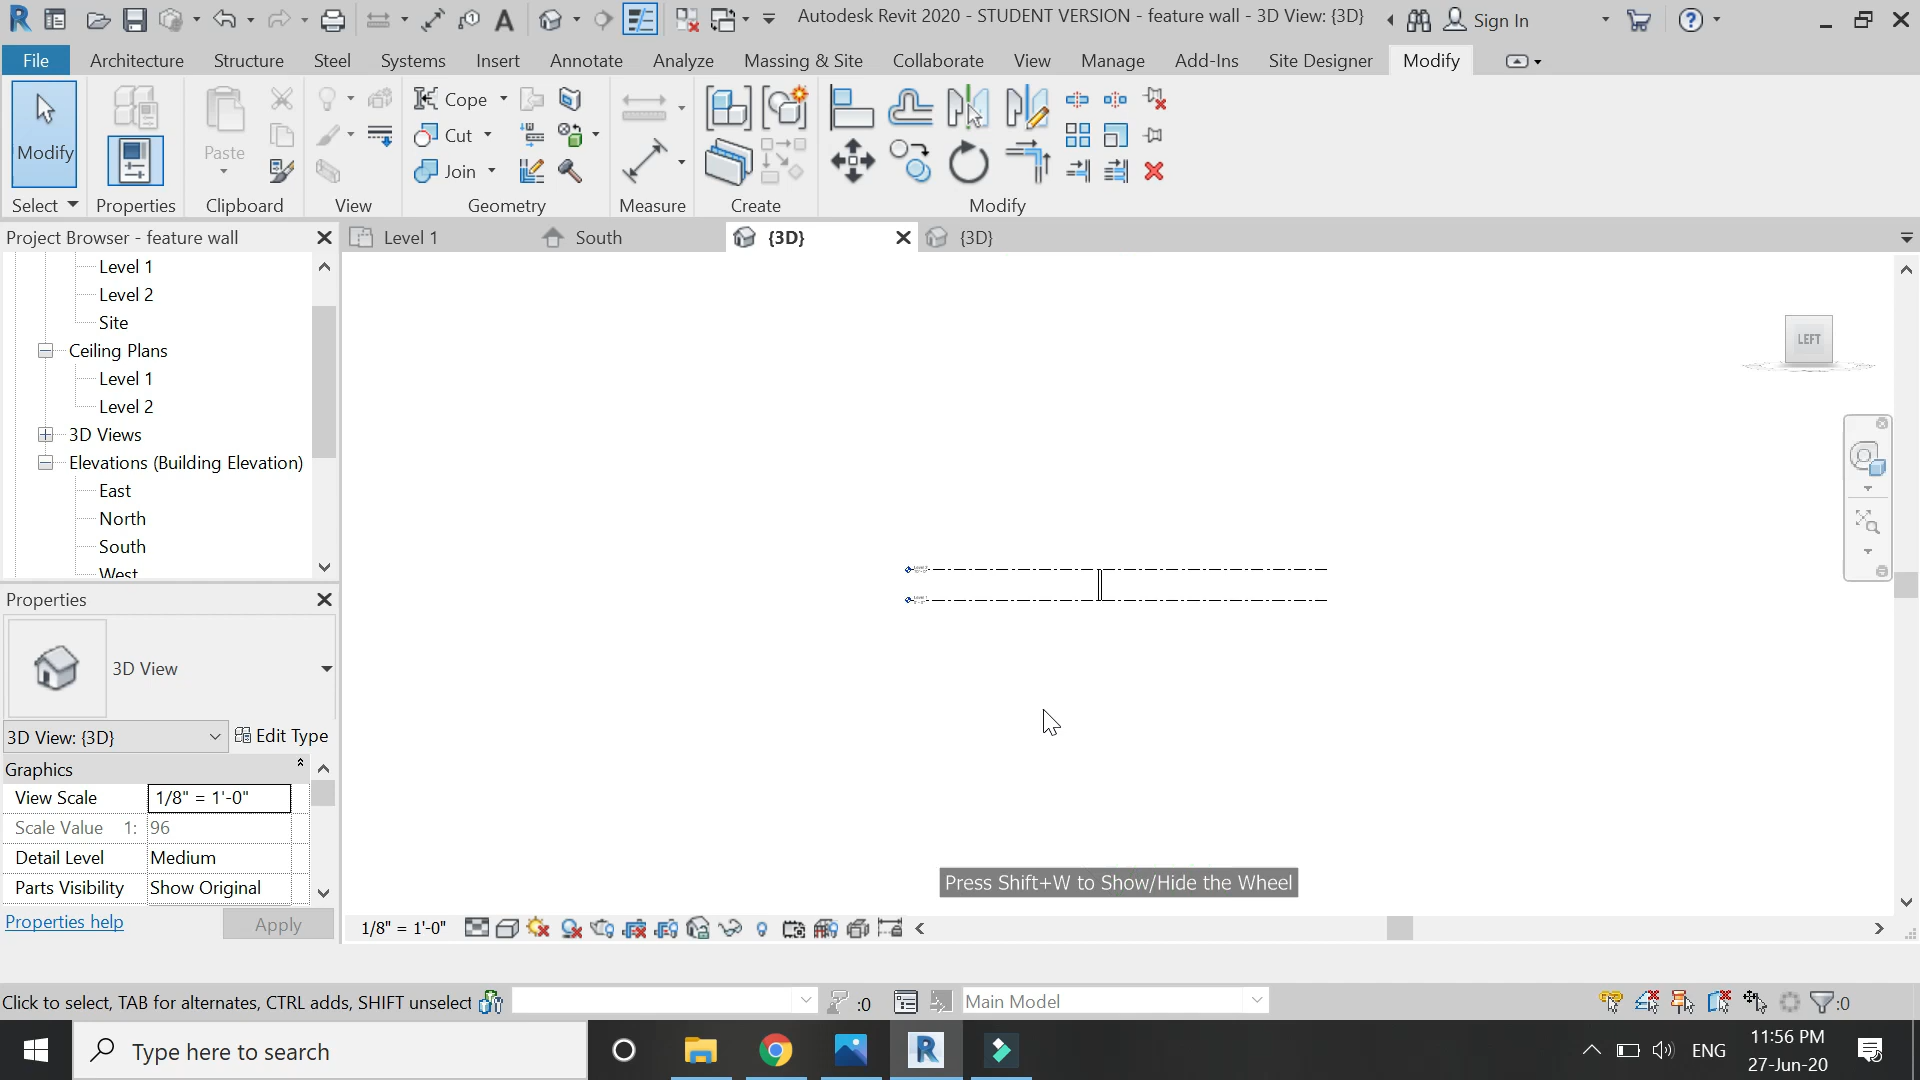 Autodesk Revit 2020 - STUDENT VERSION - feature wall - 3D View: {3D}
Sign In
File
Architecture
Structure
Steel
Systems
Insert
Annotate
Analyze
Massing & Site
Collaborate
View
Manage
Add-Ins
Site Designer
Modify
Modify
Paste
Cope
Cut
Join
Select
Properties
Clipboard
View
Geometry
Measure
Create
Modify
Project Browser - feature wall
Level 1
South
{3D}
{3D}
Level 1
Level 2
Site
Ceiling Plans
Level 1
Level 2
3D Views
Elevations (Building Elevation)
East
North
South
West
LEFT
Properties
3D View
3D View: {3D}
Edit Type
Graphics
View Scale
1/8" = 1'-0"
Scale Value 1:
96
Detail Level
Medium
Parts Visibility
Show Original
Properties help
Apply
Press Shift+W to Show/Hide the Wheel
1/8" = 1'-0"
Click to select, TAB for alternates, CTRL adds, SHIFT unselect
:0
Main Model
:0
Type here to search
ENG
11:56 PM
27-Jun-20